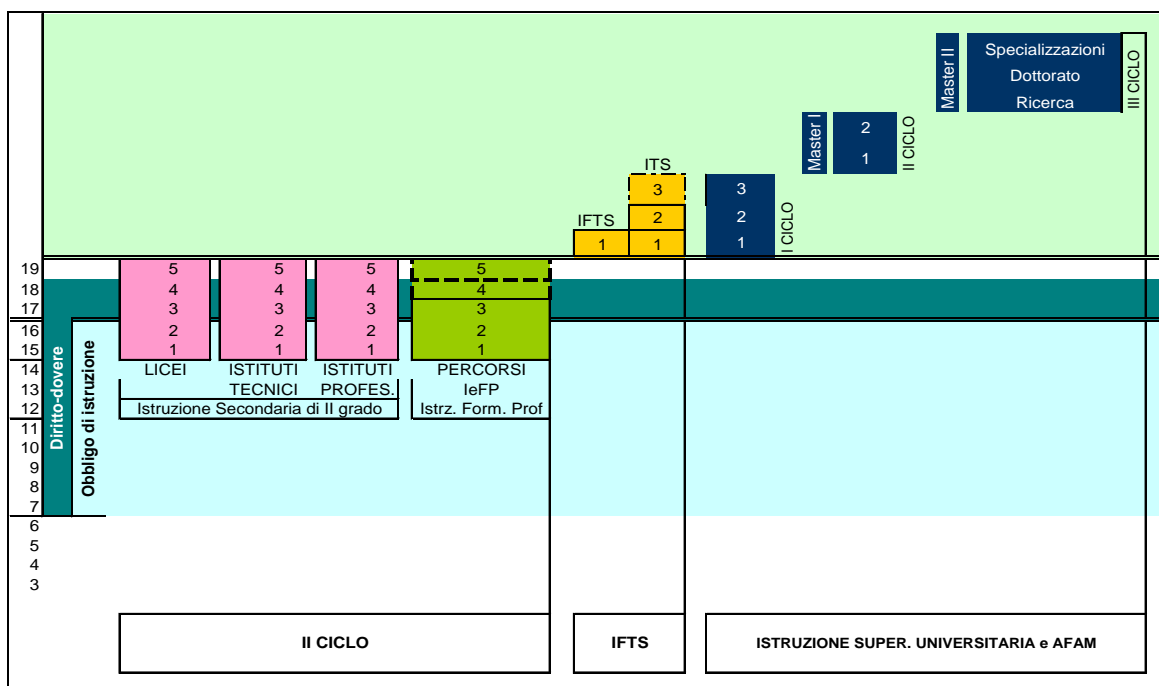 Specializzazioni
Dottorato
Ricerca
Master II
III CICLO
Master I
2
1
II CICLO
ITS
3
3
IFTS
2
2
1
1
1
I CICLO
19
5
5
5
5
18
4
4
4
4
17
3
3
3
3
16
2
2
2
2
15
1
1
1
1
14
LICEI
ISTITUTI
ISTITUTI
PERCORSI
13
TECNICI
PROFES.
IeFP
12
Istruzione Secondaria di II grado
Istrz. Form. Prof
11
10
9
8
7
6
5
4
3
Diritto-dovere
Obbligo di istruzione
II CICLO
IFTS
ISTRUZIONE SUPER. UNIVERSITARIA e AFAM